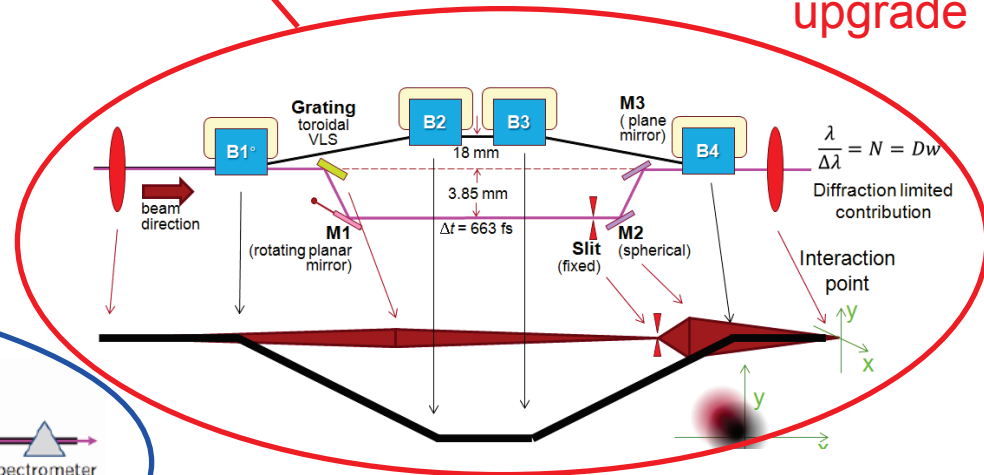 upgrade
Grating
toroidal
VLS
B1°
B2
B3
M3
( plane
mirror)
B4
18 mm
3.85 mm
Δt = 663 fs
beam
direction
M1
(rotating planar
mirror)
Slit
(fixed)
M2
(spherical)
λ/Δλ = N = Dw
Diffraction limited
contribution
Interaction
point
y
x
y